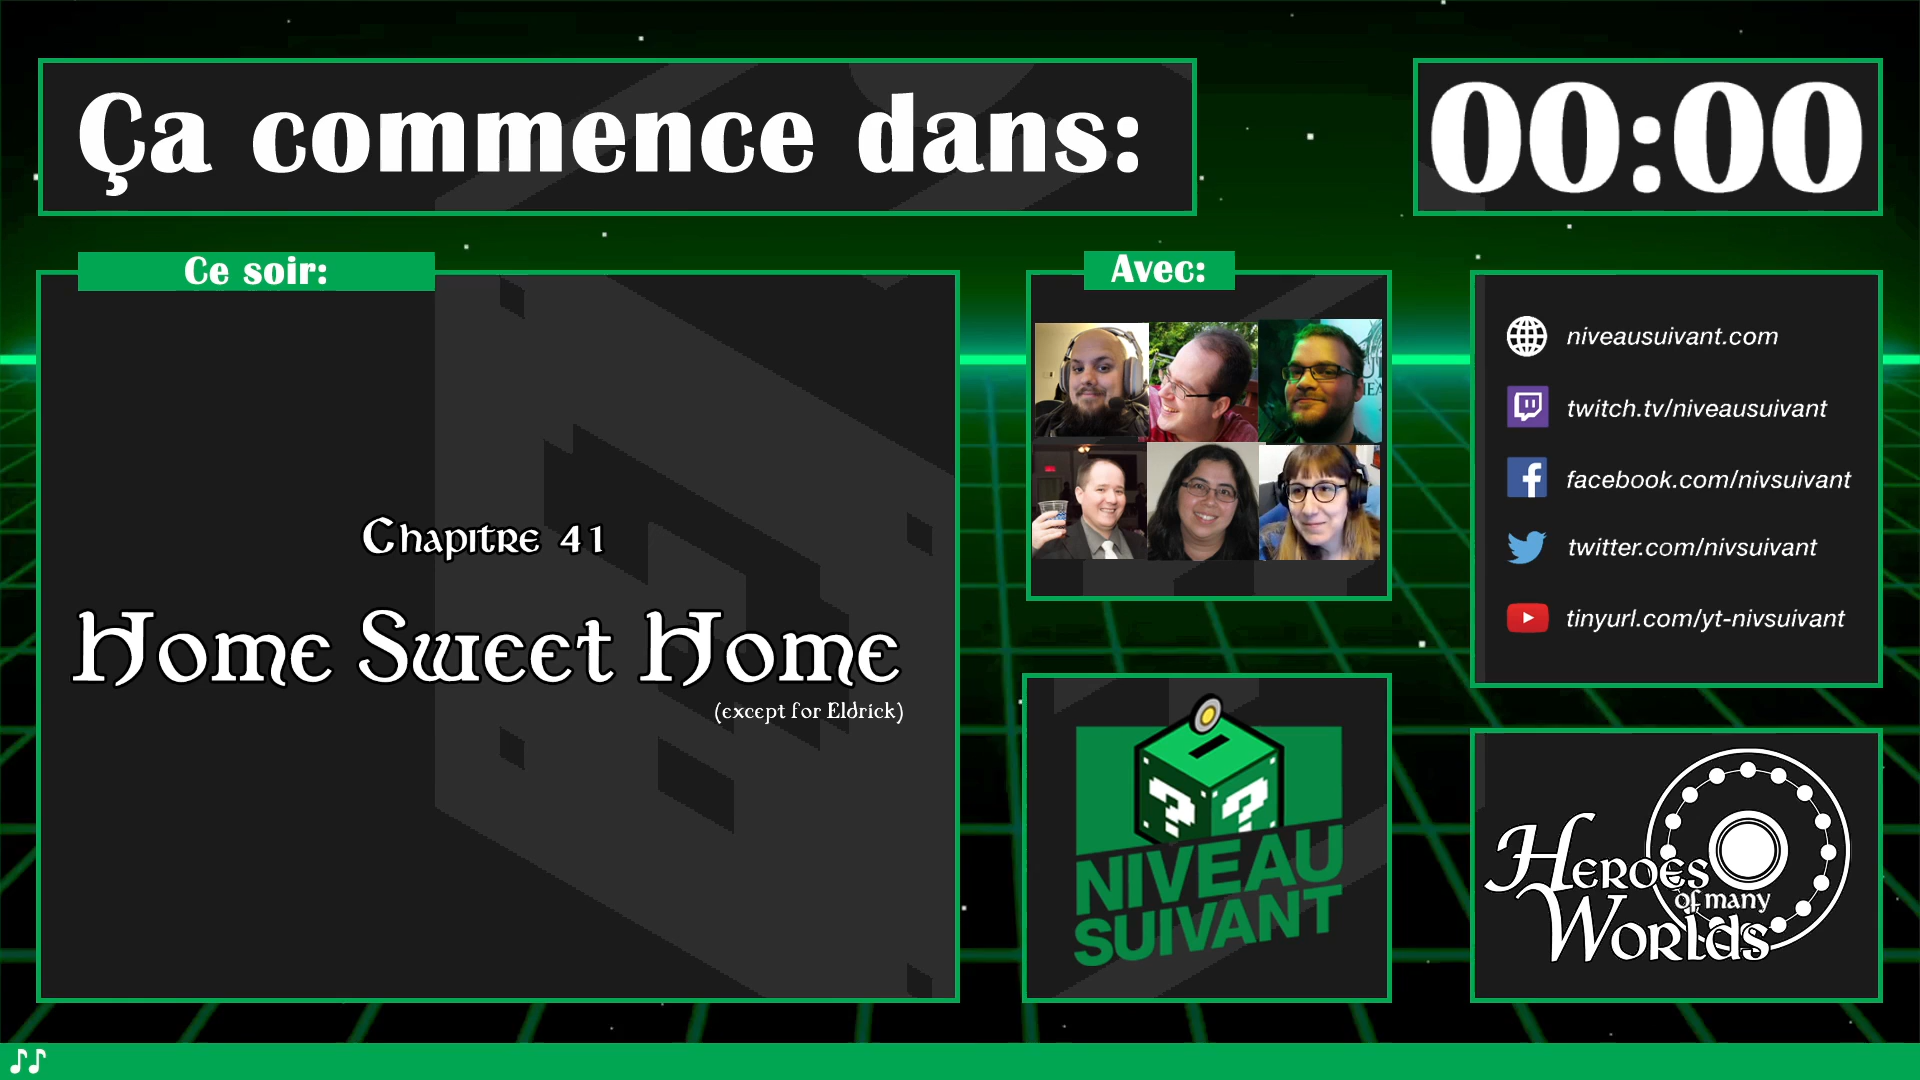 Ça commence dans:
00:00
Ce soir:
Chapitre 41
Home Sweet Home
(except for Eldrick)
Avec:
niveausuivant.com
twitch.tv/niveausuivant
facebook.com/nivsuivant
twitter.com/nivsuivant
tinyurl.com/yt-nivsuivant
NIVEAU
SUIVANT
Heroes
of many
Worlds